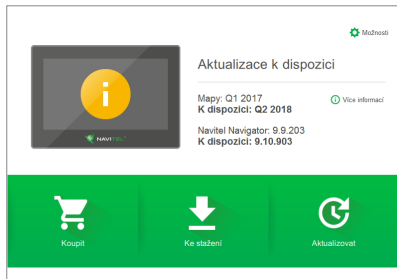 Možnosti
Aktualizace k dispozici
Mapy: Q1 2017
Více informací
K dispozici: Q2 2018
Navitel Navigator: 9.9.203
K dispozici: 9.10.903
NAVITEL
Koupit
Ke stažení
Aktualizovat